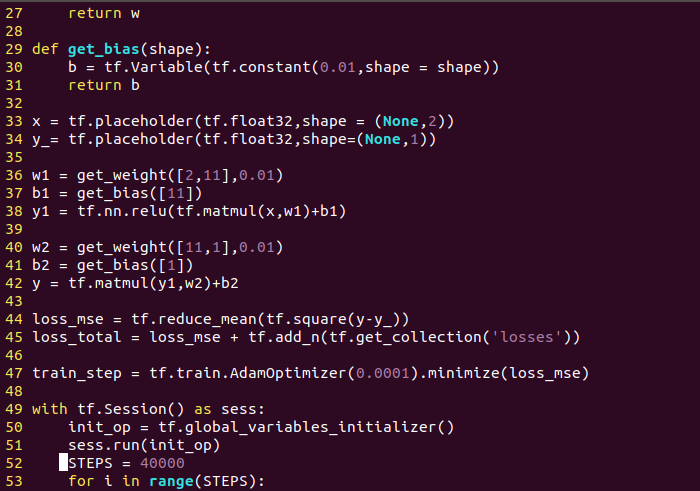 27     return w
28
29 def get_bias(shape):
30     b = tf.Variable(tf.constant(0.01,shape = shape))
31     return b
32
33 x = tf.placeholder(tf.float32,shape = (None,2))
34 y_= tf.placeholder(tf.float32,shape=(None,1))
35
36 w1 = get_weight([2,11],0.01)
37 b1 = get_bias([11])
38 y1 = tf.nn.relu(tf.matmul(x,w1)+b1)
39
40 w2 = get_weight([11,1],0.01)
41 b2 = get_bias([1])
42 y = tf.matmul(y1,w2)+b2
43
44 loss_mse = tf.reduce_mean(tf.square(y-y_))
45 loss_total = loss_mse + tf.add_n(tf.get_collection('losses'))
46
47 train_step = tf.train.AdamOptimizer(0.0001).minimize(loss_mse)
48
49 with tf.Session() as sess:
50     init_op = tf.global_variables_initializer()
51     sess.run(init_op)
52     STEPS = 40000
53     for i in range(STEPS):